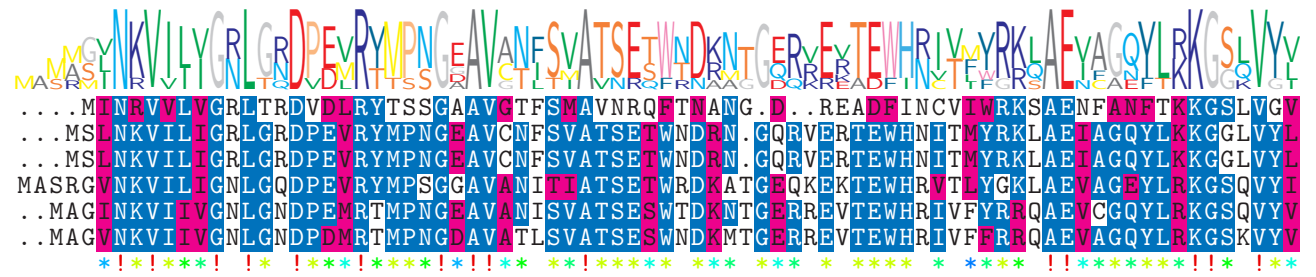 ....MINRVVLVGRLTRDVDLRYTSSGAAVGTFSMAVNRQFTNANG.D..READFINCVIWRKSAENFANFTKKGSLVGV
...MSLNKVILIGRLGRDPEVRYMPNGEAVCNFSVATSETWNDRN.GQRVERTEWHNITMYRKLAEIAGQYLKKGGLVYL
...MSLNKVILIGRLGRDPEVRYMPNGEAVCNFSVATSETWNDRN.GQRVERTEWHNITMYRKLAEIAGQYLKKGGLVYL
MASRGVNKVILIGNLGQDPEVRYMPSGGAVANITIATSETWRDKATGEQKEKTEWHRVTLYGKLAEVAGEYLRKGSQVYI
..MAGINKVIIVGNLGNDPEMRTMPNGEAVANISVATSESWTDKNTGERREVTEWHRIVFYRRQAEVCGQYLRKGSQVYV
..MAGVNKVIIVGNLGNDPDMRTMPNGDAVATLSVATSESWNDKMTGERREVTEWHRIVFFRRQAEVAGQYLRKGSKVYV